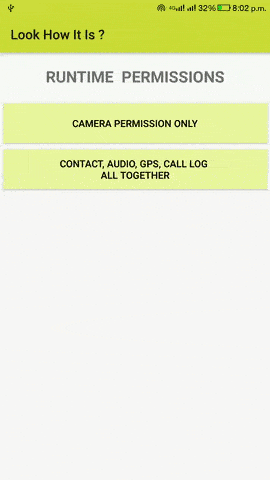 4G 32% 8:02 p.m.
Look How It Is ?
RUNTIME PERMISSIONS
CAMERA PERMISSION ONLY
CONTACT, AUDIO, GPS, CALL LOG
ALL TOGETHER